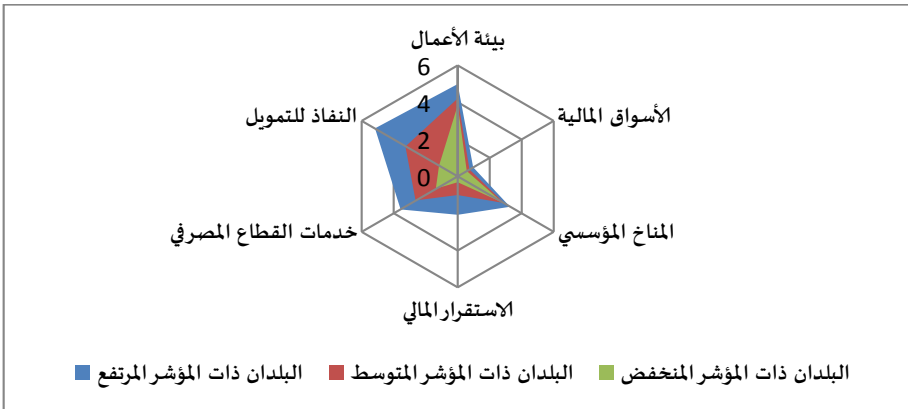 بيئة الأعمال
6
النفاذ للتمويل
الأسواق المالية
4
2
0
خدمات القطاع المصرفي
المناخ المؤسسي
الاستقرار المالي
البلدان ذات المؤشر المرتفع
البلدان ذات المؤشر المتوسط
البلدان ذات المؤشر المنخفض